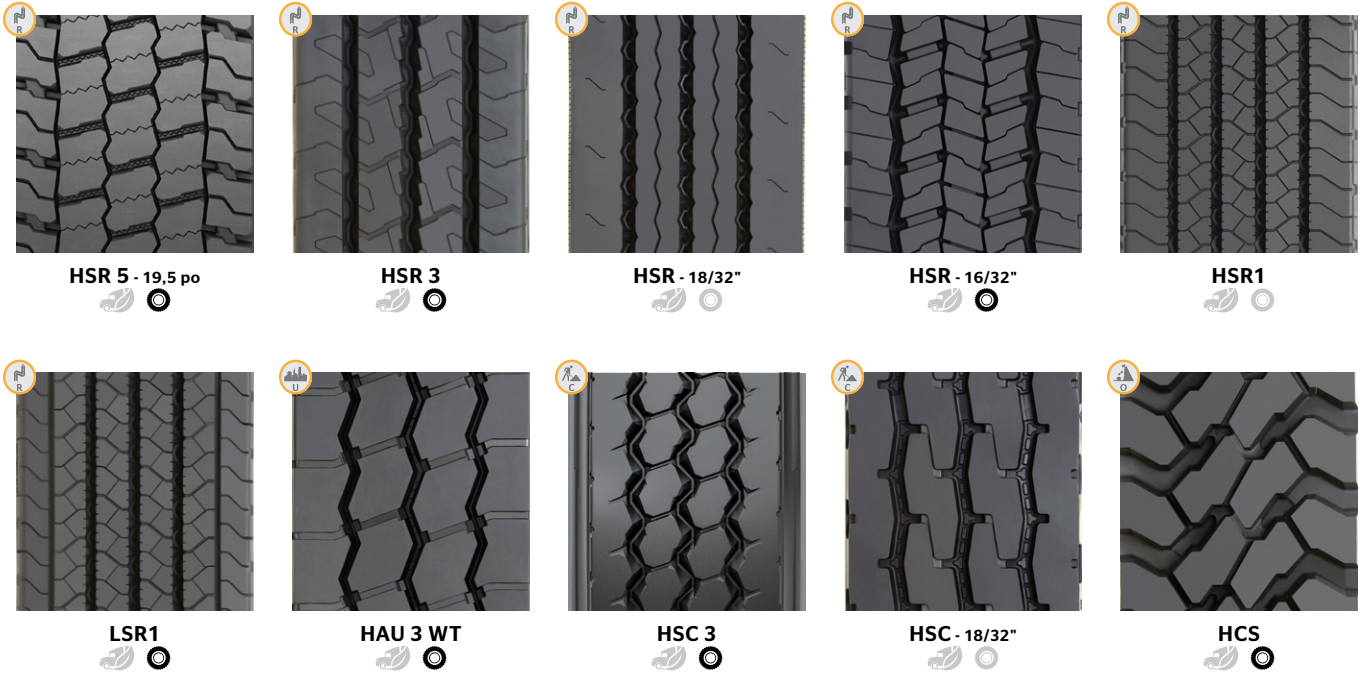 R
R
R
R
R
HSR 5 - 19,5 po
HSR 3
HSR - 18/32"
HSR - 16/32"
HSR1
R
U
C
C
O
LSR1
HAU 3 WT
HSC 3
HSC - 18/32"
HCS